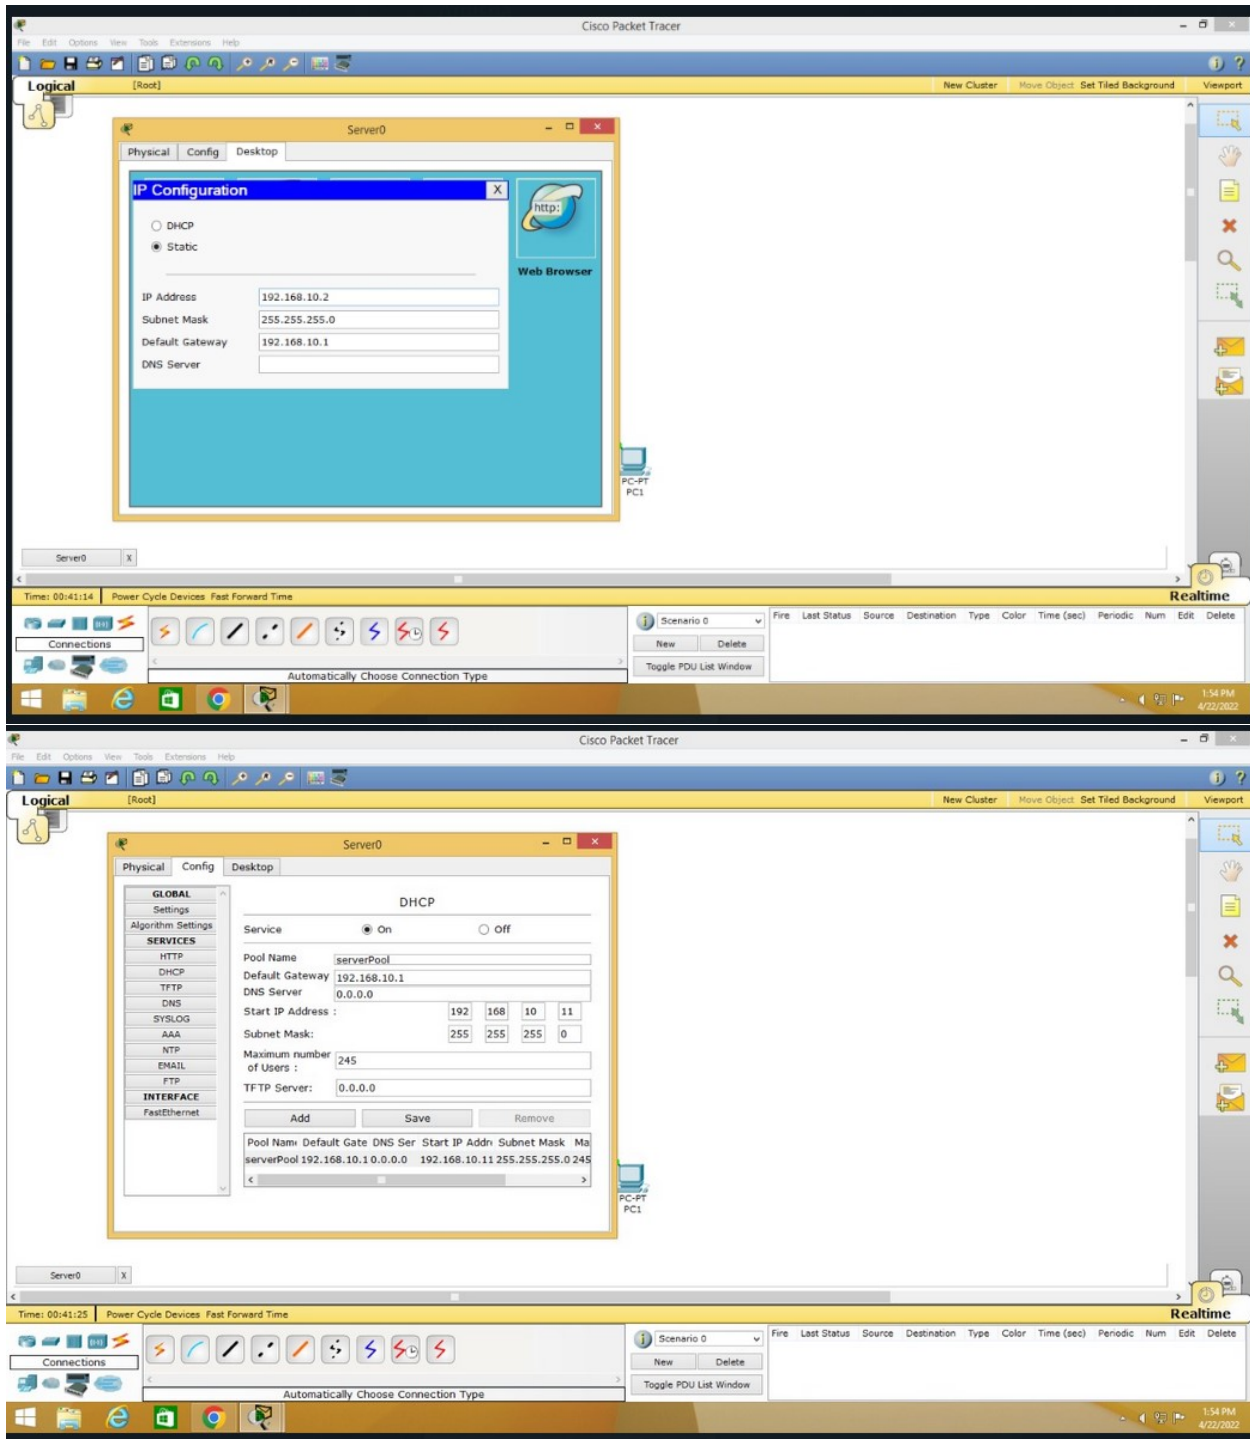 Cisco Packet Tracer
File Edit Options View Tools Extensions Help
Logical [Root] New Cluster Move Object Set Tiled Background Viewport
Server0
Physical Config Desktop
IP Configuration X
http:
DHCP
Static
Web Browser
IP Address 192.168.10.2
Subnet Mask 255.255.255.0
Default Gateway 192.168.10.1
DNS Server
PC-PT
PC1
Server0 X
Time: 00:41:14 Power Cycle Devices Fast Forward Time Realtime
Fire Last Status Source Destination Type Color Time (sec) Periodic Num Edit Delete
Scenario 0
Connections New Delete
Toggle PDU List Window
Automatically Choose Connection Type
1:54 PM
4/22/2022
Cisco Packet Tracer
File Edit Options View Tools Extensions Help
Logical [Root] New Cluster Move Object Set Tiled Background Viewport
Server0
Physical Config Desktop
GLOBAL
Settings
Algorithm Settings
SERVICES
HTTP
DHCP
TFTP
DNS
SYSLOG
AAA
NTP
EMAIL
FTP
INTERFACE
FastEthernet
DHCP
Service On Off
Pool Name serverPool
Default Gateway 192.168.10.1
DNS Server 0.0.0.0
Start IP Address : 192 168 10 11
Subnet Mask: 255 255 255 0
Maximum number
of Users : 245
TFTP Server: 0.0.0.0
Add Save Remove
Pool Name Default Gate DNS Ser Start IP Addr Subnet Mask Ma
serverPool 192.168.10.1 0.0.0.0 192.168.10.11 255.255.255.0 245
PC-PT
PC1
Server0 X
Time: 00:41:25 Power Cycle Devices Fast Forward Time Realtime
Fire Last Status Source Destination Type Color Time (sec) Periodic Num Edit Delete
Scenario 0
Connections New Delete
Toggle PDU List Window
Automatically Choose Connection Type
1:54 PM
4/22/2022